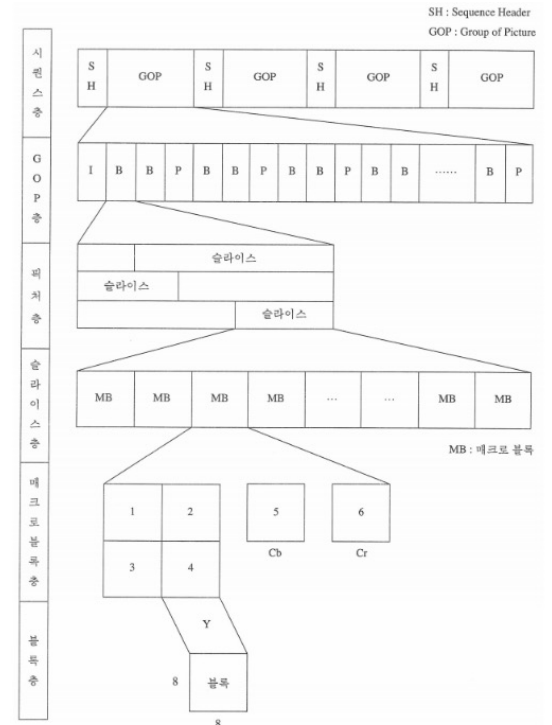 SH : Sequence Header
GOP : Group of Picture
시퀀스층
S H GOP S H GOP S H GOP S H GOP
GOP층
I B B P B B P B B P B B ...... B P
픽처층
슬라이스
슬라이스
슬라이스
슬라이스층
MB MB MB MB ... ... MB MB
MB : 매크로 블록
매크로블록층
1 2 5 6
Cb Cr
3 4
Y
블록층
8 블록
8